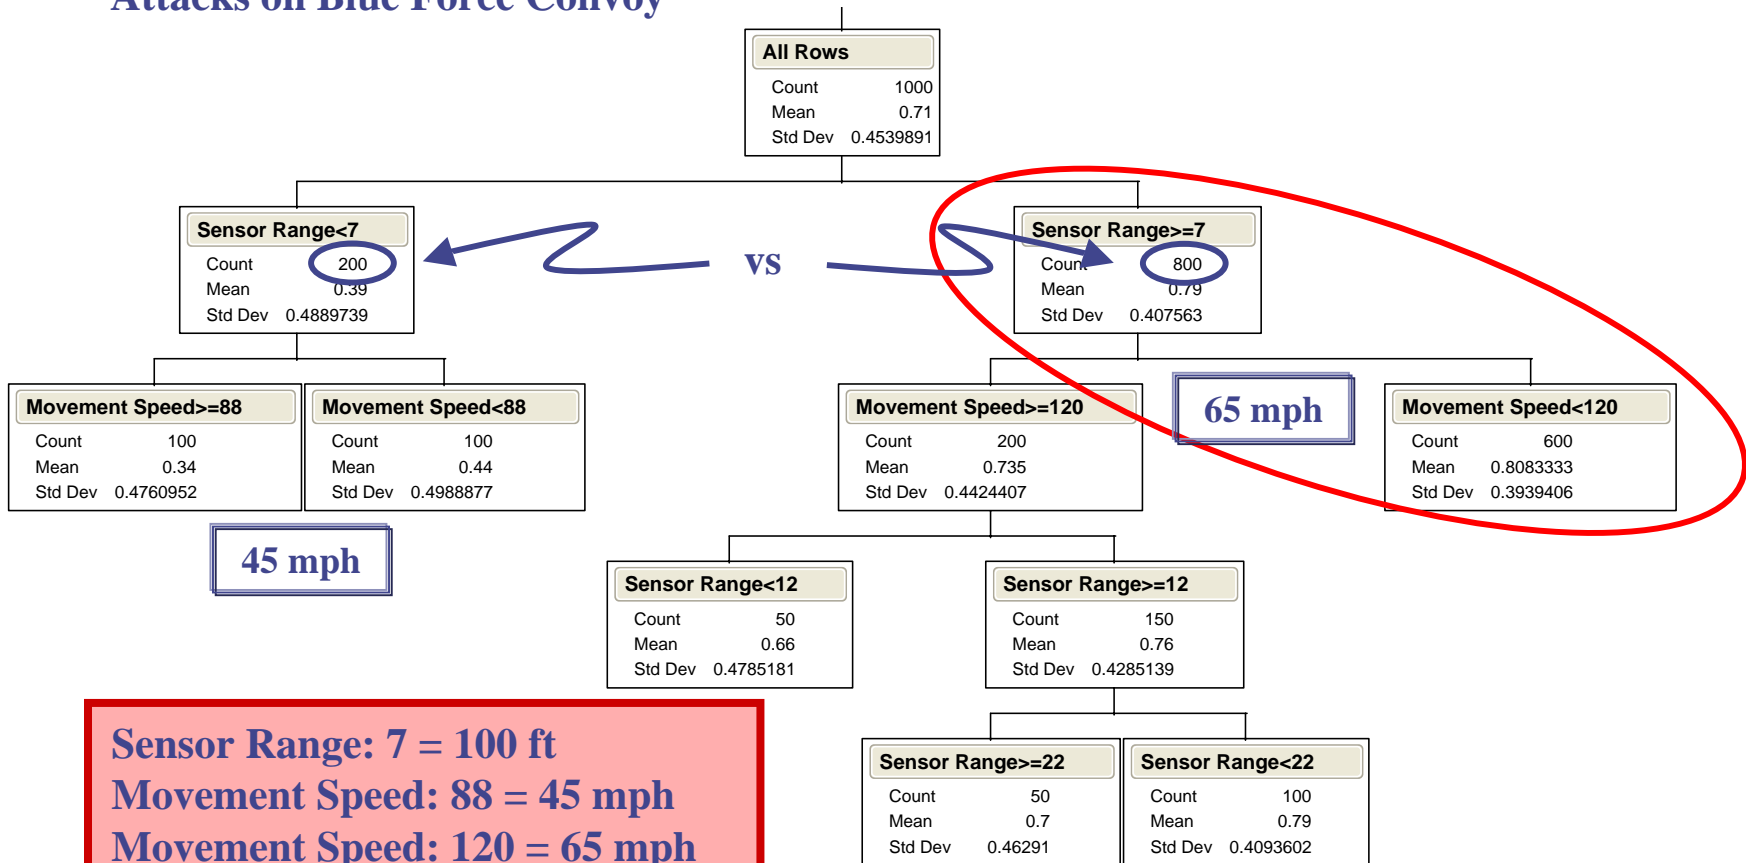 Attacks on Blue Force Convoy
All Rows
Count 1000
Mean 0.71
Std Dev 0.4539891
Sensor Range<7
Count 200
Mean 0.39
Std Dev 0.4889739
vs
Sensor Range>=7
Count 800
Mean 0.79
Std Dev 0.407563
Movement Speed>=88
Count 100
Mean 0.34
Std Dev 0.4760952
Movement Speed<88
Count 100
Mean 0.44
Std Dev 0.4988877
Movement Speed>=120
Count 200
Mean 0.735
Std Dev 0.4424407
65 mph
Movement Speed<120
Count 600
Mean 0.8083333
Std Dev 0.3939406
45 mph
Sensor Range<12
Count 50
Mean 0.66
Std Dev 0.4785181
Sensor Range>=12
Count 150
Mean 0.76
Std Dev 0.4285139
Sensor Range: 7 = 100 ft
Movement Speed: 88 = 45 mph
Movement Speed: 120 = 65 mph
Sensor Range>=22
Count 50
Mean 0.7
Std Dev 0.46291
Sensor Range<22
Count 100
Mean 0.79
Std Dev 0.4093602